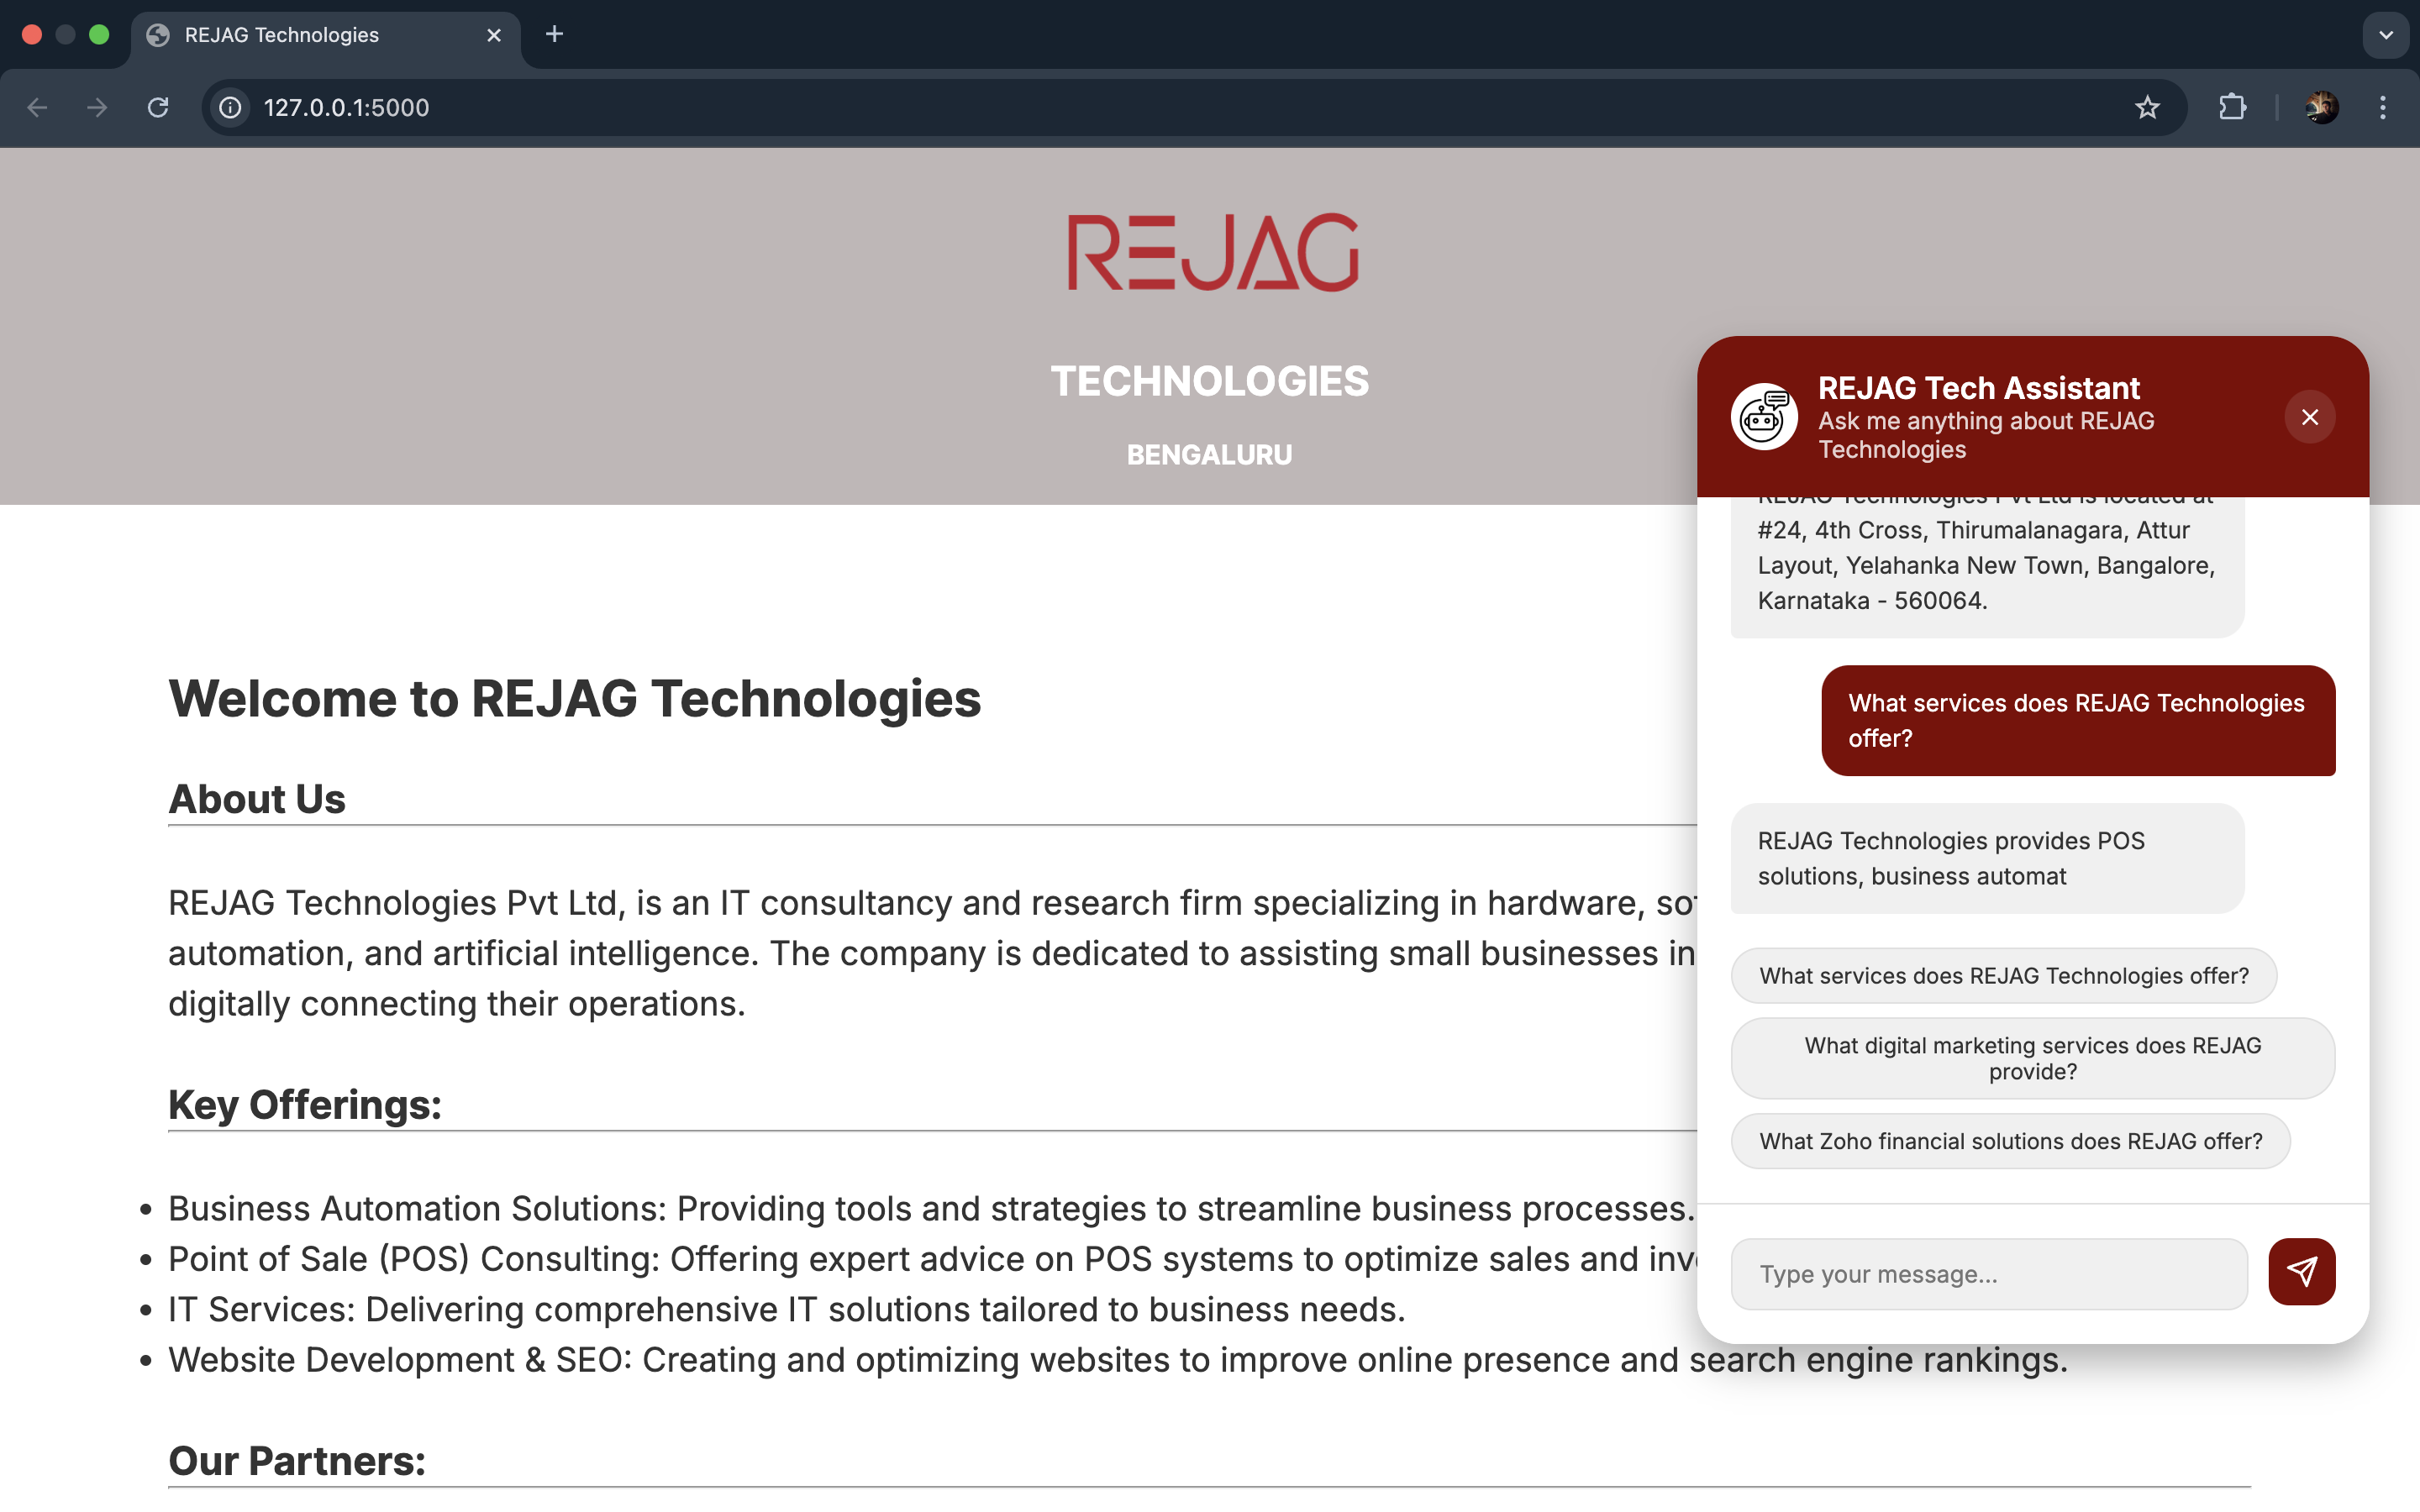 REJAG Technologies
127.0.0.1:5000
REJAG
TECHNOLOGIES
BENGALURU
Welcome to REJAG Technologies
About Us
REJAG Technologies Pvt Ltd, is an IT consultancy and research firm specializing in hardware, so
automation, and artificial intelligence. The company is dedicated to assisting small businesses in
digitally connecting their operations.
Key Offerings:
• Business Automation Solutions: Providing tools and strategies to streamline business processes.
• Point of Sale (POS) Consulting: Offering expert advice on POS systems to optimize sales and inv
• IT Services: Delivering comprehensive IT solutions tailored to business needs.
• Website Development & SEO: Creating and optimizing websites to improve online presence and search engine rankings.
Our Partners:
REJAG Tech Assistant
Ask me anything about REJAG
Technologies
REJAG Technologies Pvt Ltd is located at
#24, 4th Cross, Thirumalanagara, Attur
Layout, Yelahanka New Town, Bangalore,
Karnataka - 560064.
What services does REJAG Technologies
offer?
REJAG Technologies provides POS
solutions, business automat
What services does REJAG Technologies offer?
What digital marketing services does REJAG
provide?
What Zoho financial solutions does REJAG offer?
Type your message...